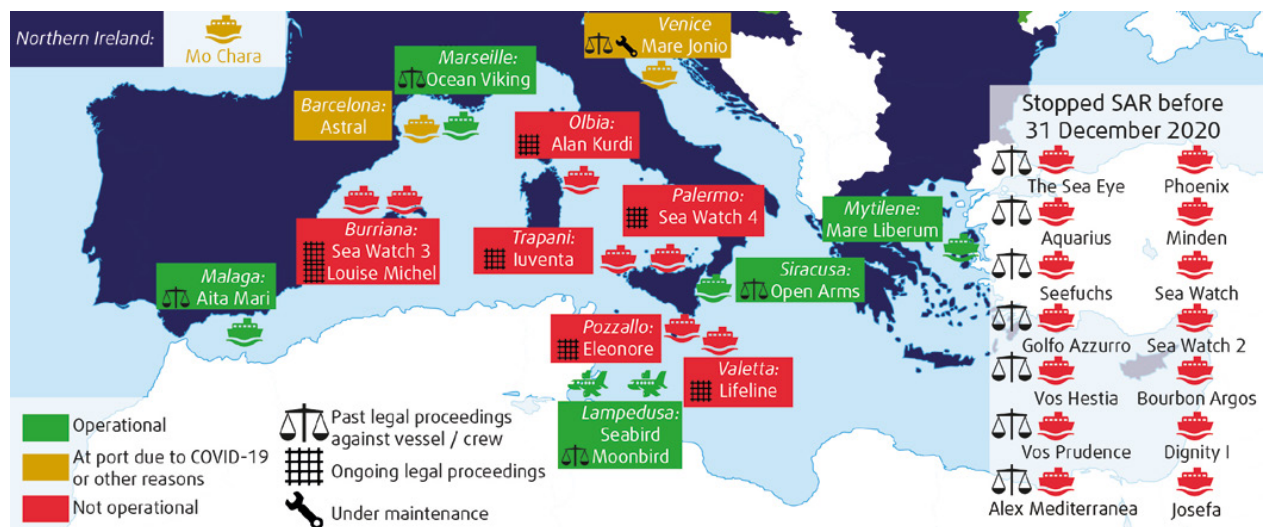 Northern Ireland:
Mo Chara
Venice
Mare Jonio
Marseille:
Ocean Viking
Barcelona:
Astral
Olbia:
Alan Kurdi
Stopped SAR before
31 December 2020
Palermo:
Sea Watch 4
Mytilene:
Mare Liberum
Burriana:
Sea Watch 3
Louise Michel
Trapani:
Iuventa
Siracusa:
Open Arms
Malaga:
Aita Mari
Pozzallo:
Eleonore
Valetta:
Lifeline
Lampedusa:
Seabird
Moonbird
The Sea Eye
Phoenix
Aquarius
Minden
Seefuchs
Sea Watch
Golfo Azzurro
Sea Watch 2
Vos Hestia
Bourbon Argos
Vos Prudence
Dignity I
Alex Mediterranea
Josefa
Operational
At port due to COVID-19
or other reasons
Not operational
Past legal proceedings
against vessel / crew
Ongoing legal proceedings
Under maintenance